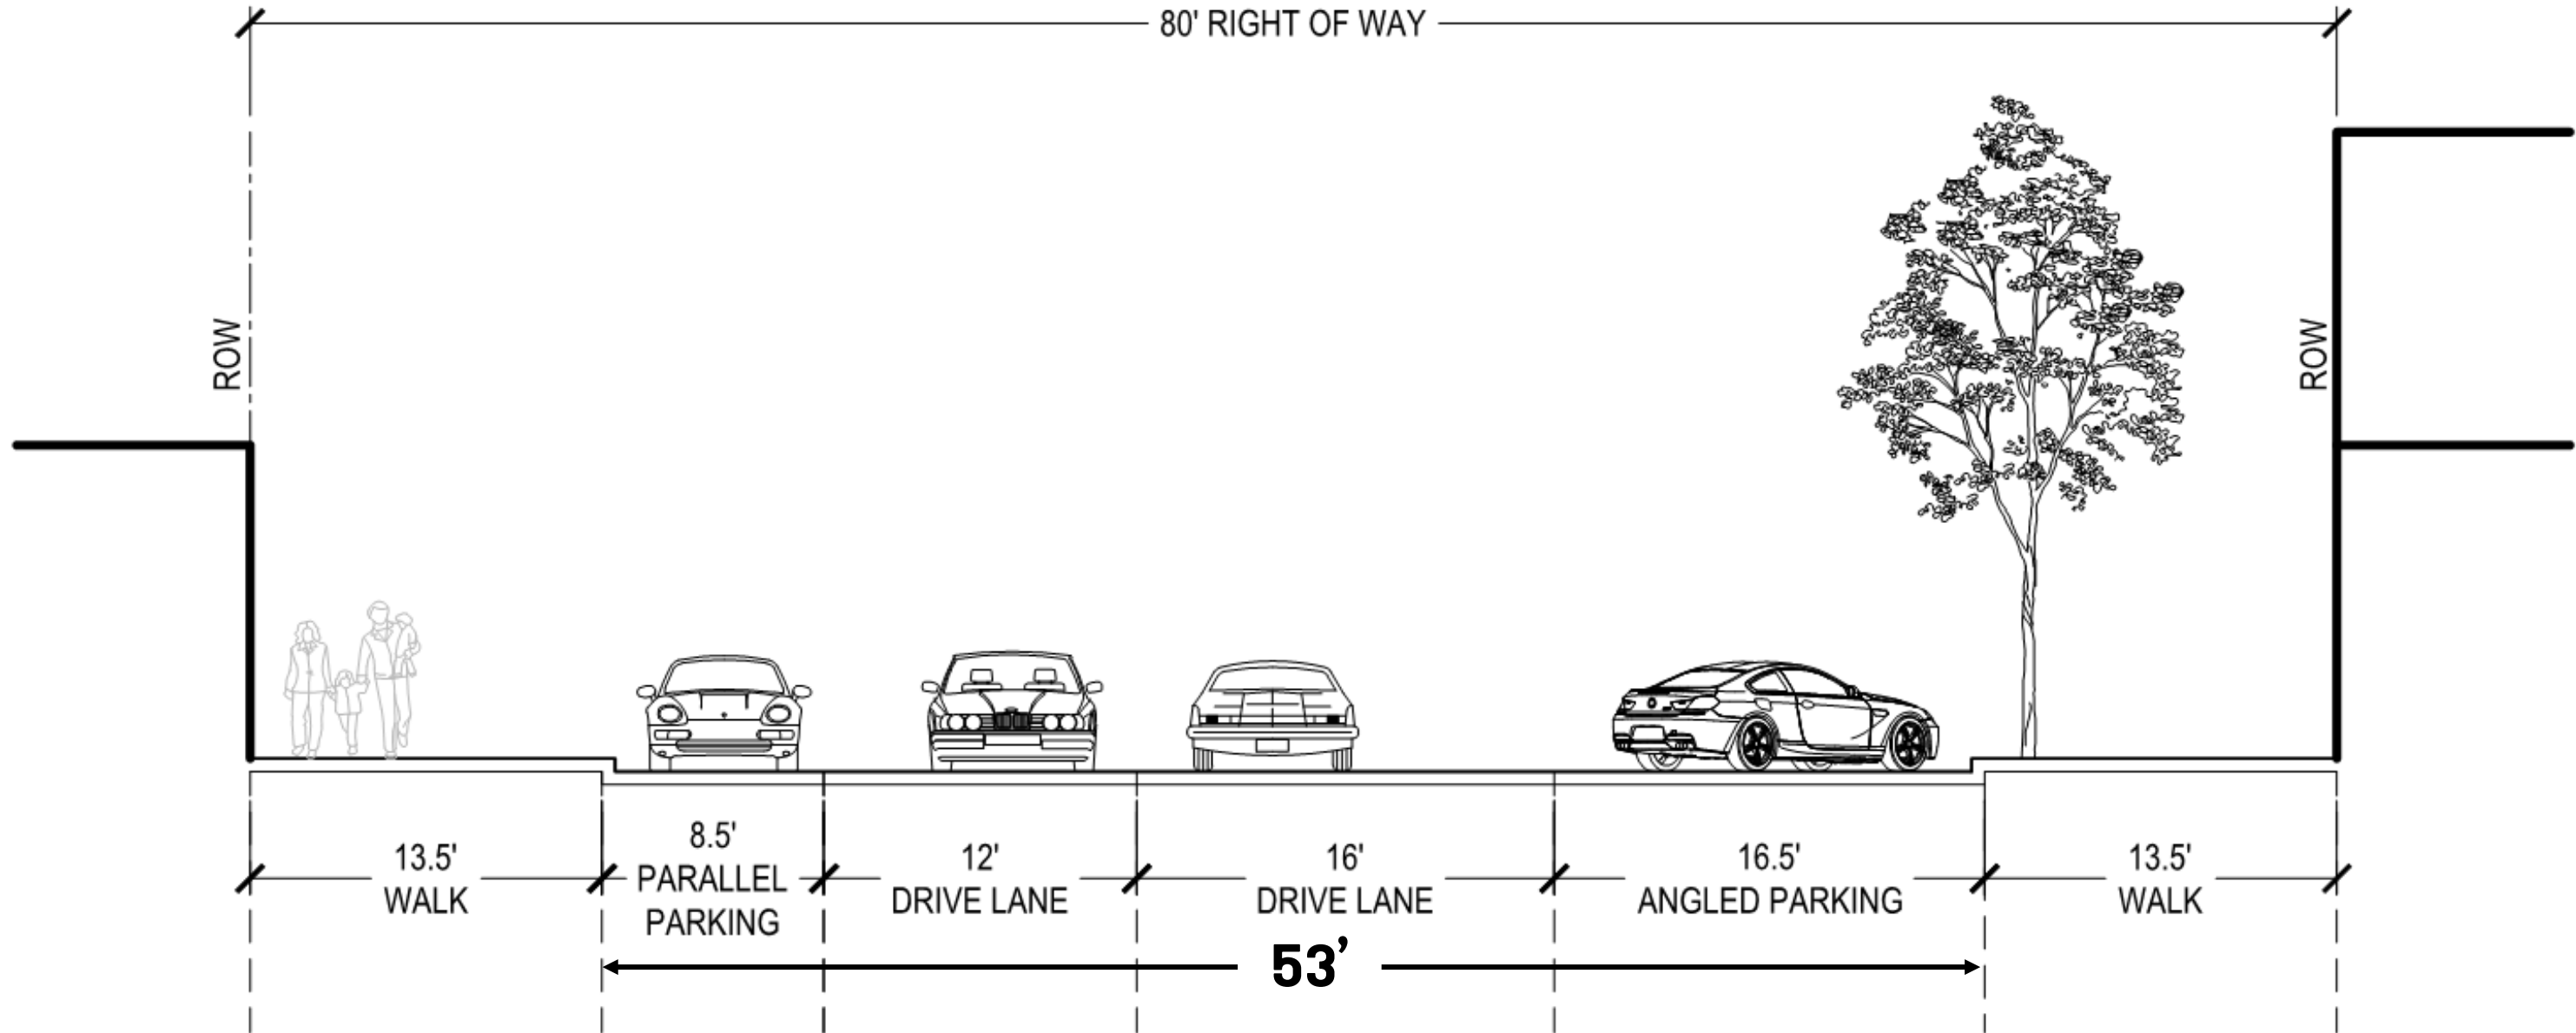 80' RIGHT OF WAY
ROW
ROW
13.5'
WALK
8.5'
PARALLEL
PARKING
12'
DRIVE LANE
16'
DRIVE LANE
16.5'
ANGLED PARKING
13.5'
WALK
53'